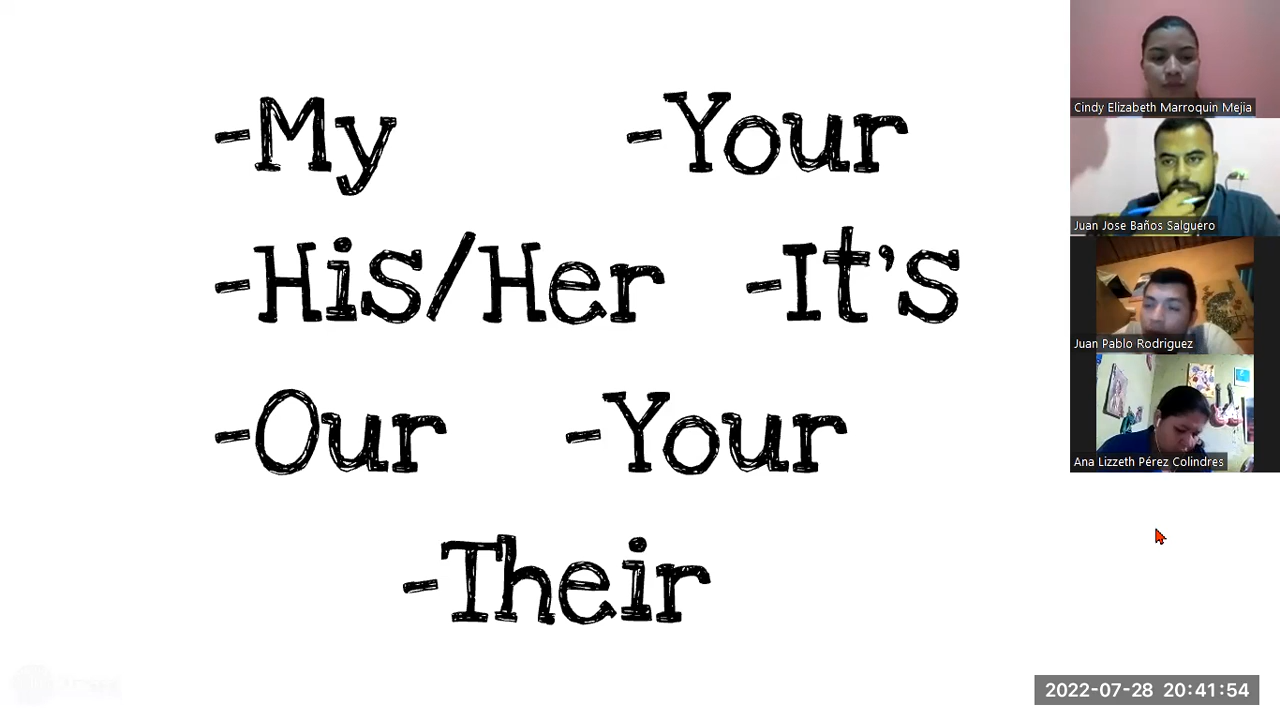 -My -Your
-His/Her -It's
-Our -Your
-Their
Cindy Elizabeth Marroquin Mejia
Juan Jose Baños Salguero
Juan Pablo Rodriguez
Ana Lizzeth Pérez Colindres
2022-07-28 20:41:54